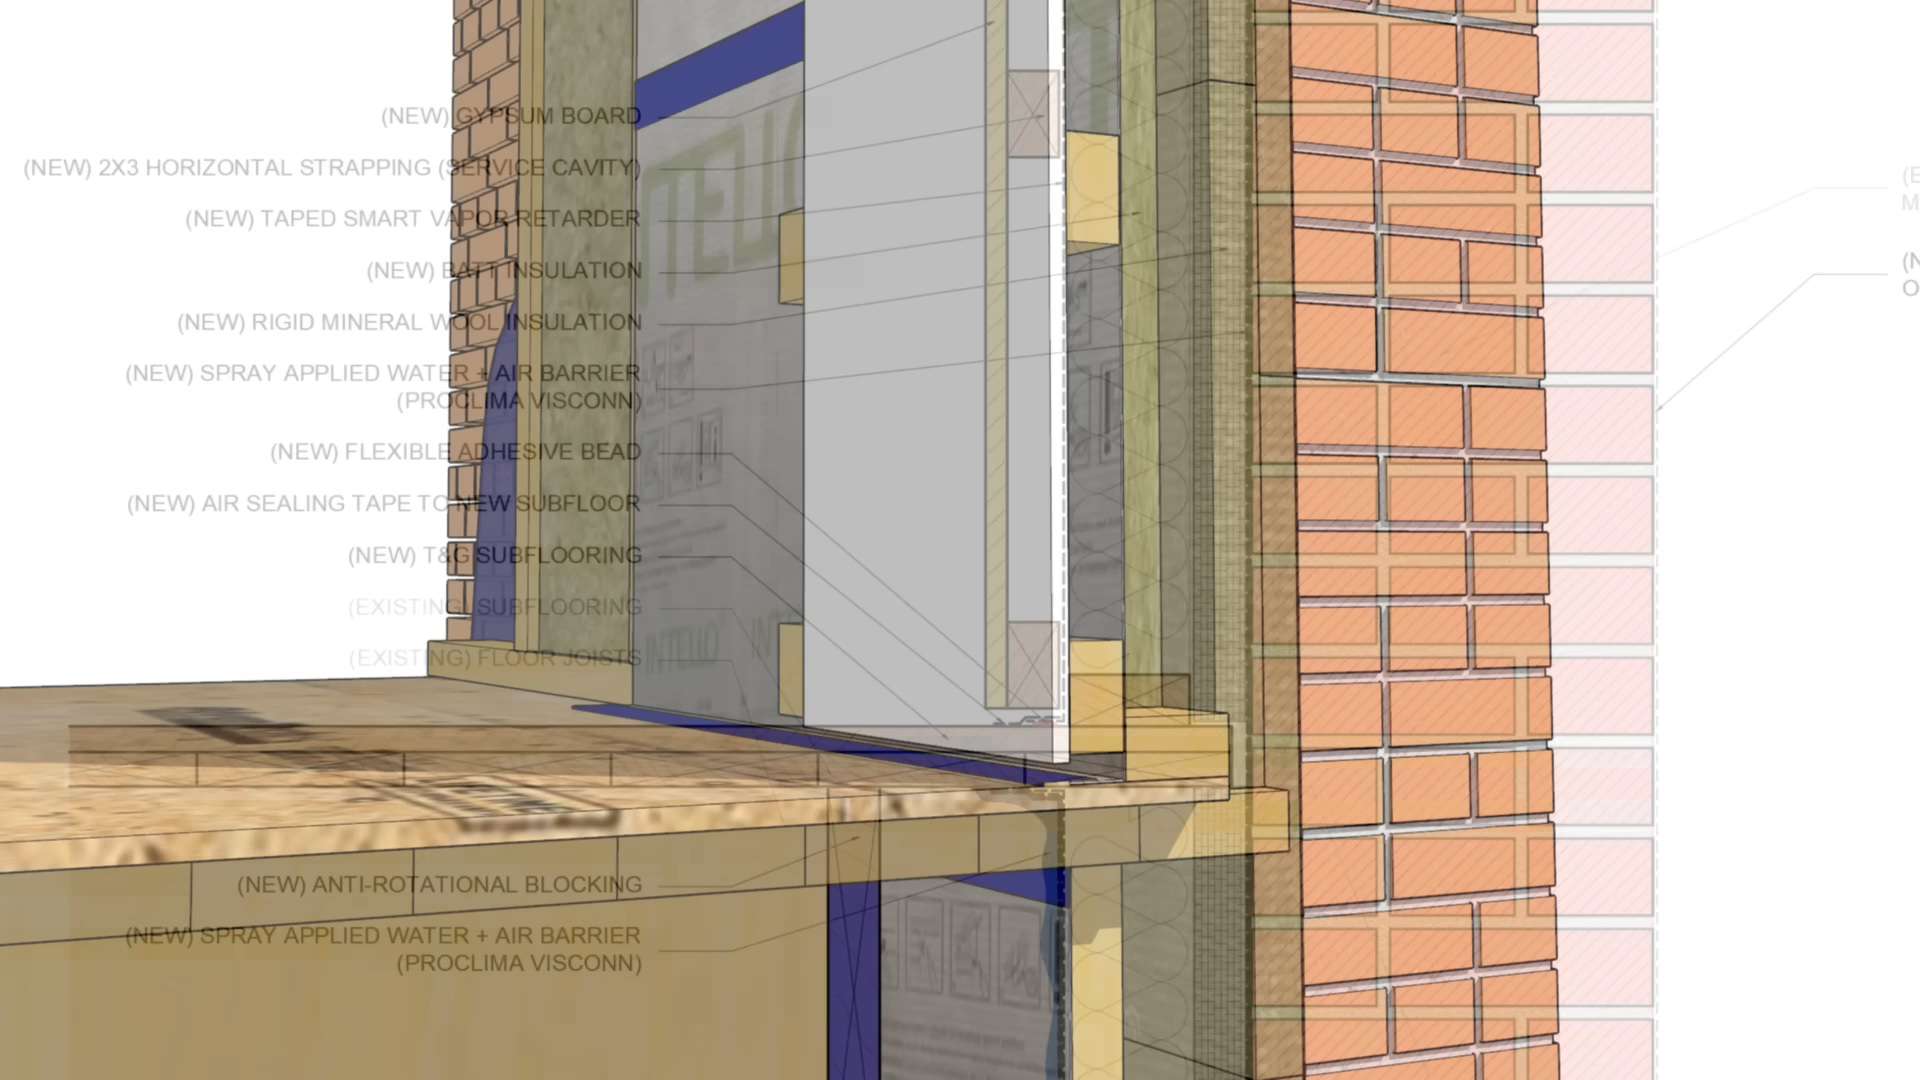 (NEW) GYPSUM BOARD
(NEW) 2X3 HORIZONTAL STRAPPING (SERVICE CAVITY)
(NEW) TAPED SMART VAPOR RETARDER
(NEW) BATT INSULATION
(NEW) RIGID MINERAL WOOL INSULATION
(NEW) SPRAY APPLIED WATER + AIR BARRIER
(PROCLIMA VISCONN)
(NEW) FLEXIBLE ADHESIVE BEAD
(NEW) AIR SEALING TAPE TO NEW SUBFLOOR
(NEW) T&G SUBFLOORING
(EXISTING) SUBFLOORING
(EXISTING) FLOOR JOISTS
INTELLO
(NEW) ANTI-ROTATIONAL BLOCKING
(NEW) SPRAY APPLIED WATER + AIR BARRIER
(PROCLIMA VISCONN)